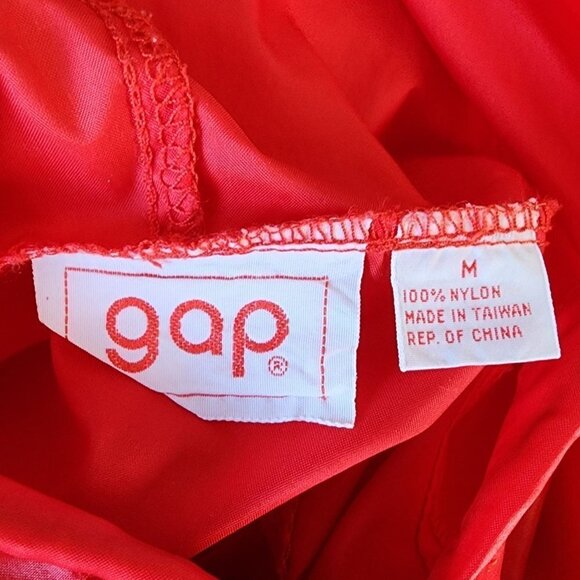 gap®
M
100% NYLON
MADE IN TAIWAN
REP. OF CHINA